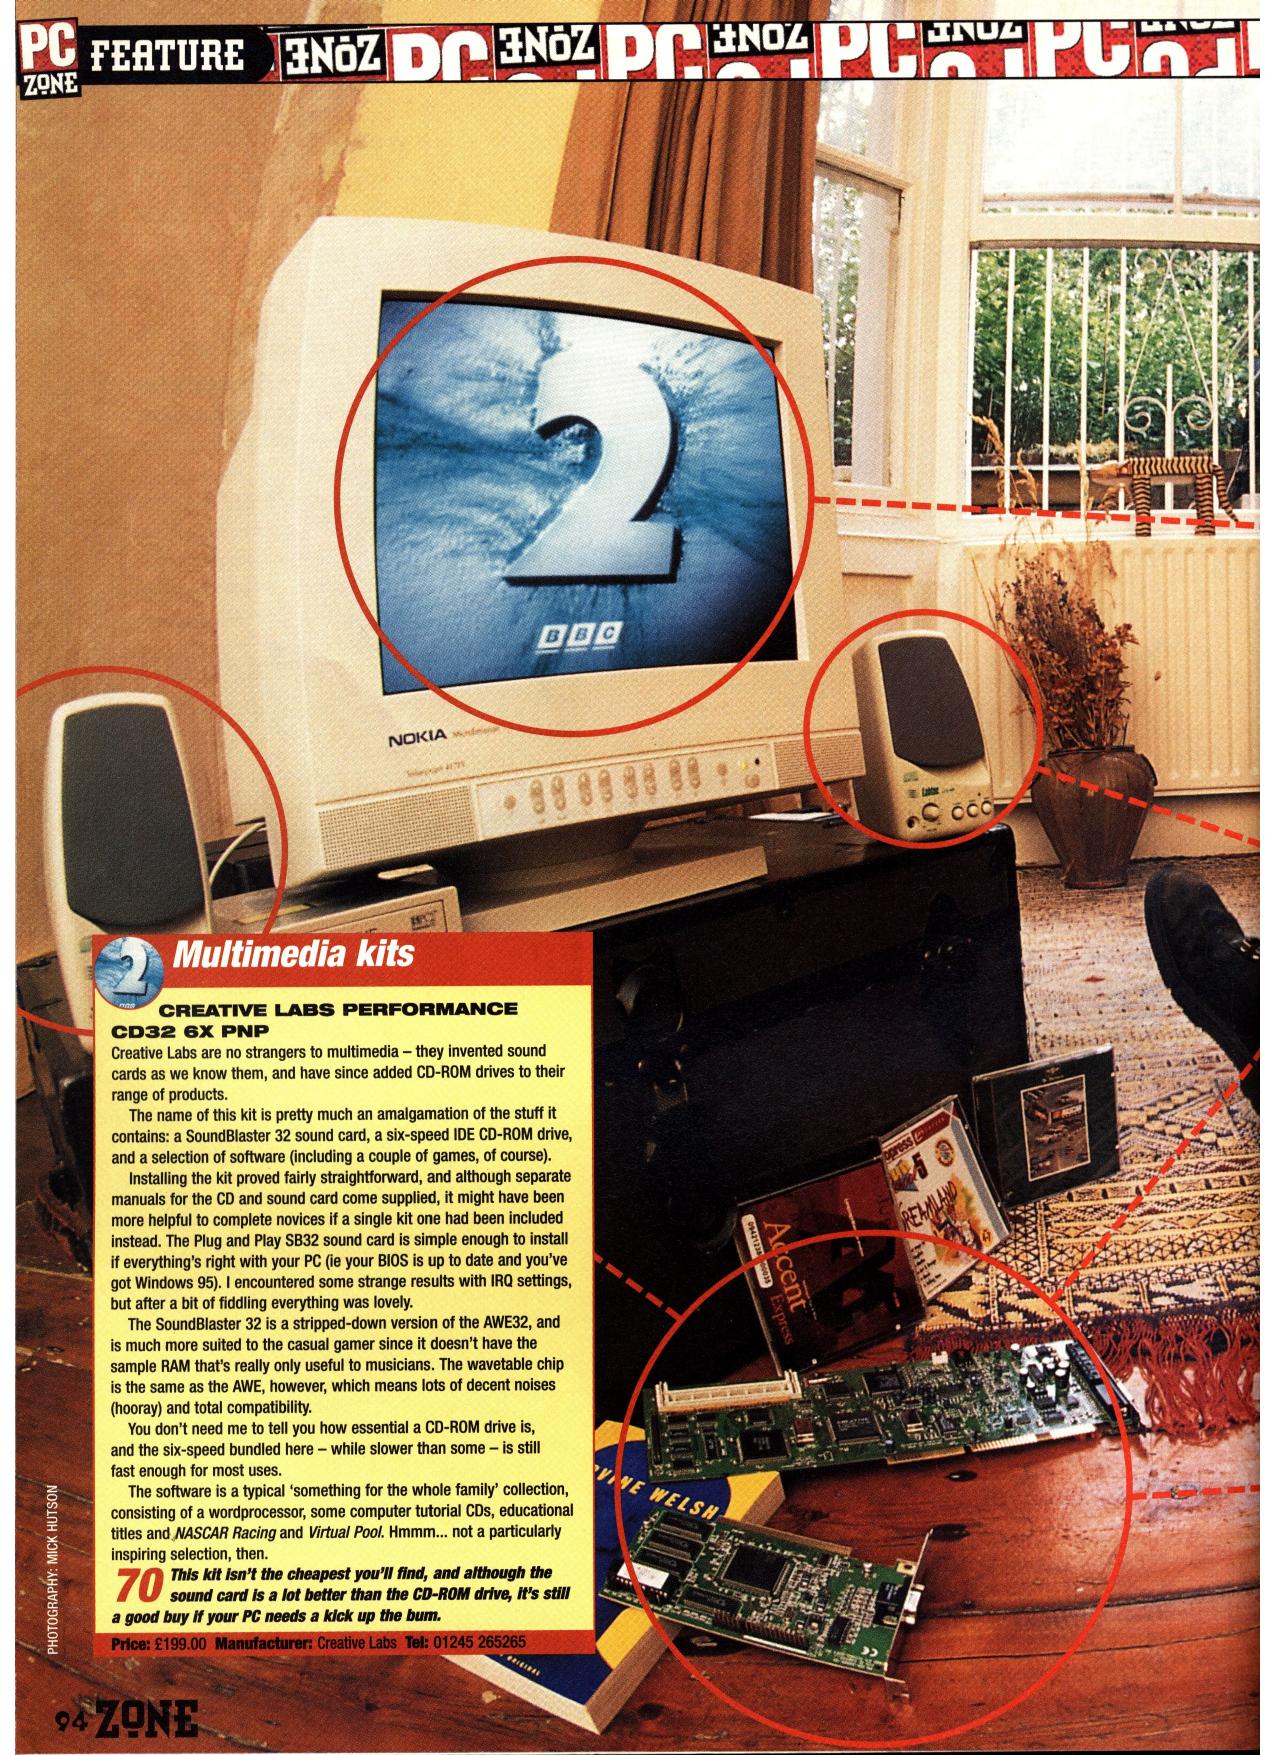 PC
ZONE
FEATURE
ZONE
PC
ZONE
PC
ZONE
PC
ZONE
PC
ZONE
2
BBC
NOKIA
Labtec
Multimedia kits
2
CREATIVE LABS PERFORMANCE
CD32 6X PNP
Creative Labs are no strangers to multimedia – they invented sound
cards as we know them, and have since added CD-ROM drives to their
range of products.
The name of this kit is pretty much an amalgamation of the stuff it
contains: a SoundBlaster 32 sound card, a six-speed IDE CD-ROM drive,
and a selection of software (including a couple of games, of course).
Installing the kit proved fairly straightforward, and although separate
manuals for the CD and sound card come supplied, it might have been
more helpful to complete novices if a single kit one had been included
instead. The Plug and Play SB32 sound card is simple enough to install
if everything's right with your PC (ie your BIOS is up to date and you've
got Windows 95). I encountered some strange results with IRQ settings,
but after a bit of fiddling everything was lovely.
The SoundBlaster 32 is a stripped-down version of the AWE32, and
is much more suited to the casual gamer since it doesn't have the
sample RAM that's really only useful to musicians. The wavetable chip
is the same as the AWE, however, which means lots of decent noises
(hooray) and total compatibility.
You don't need me to tell you how essential a CD-ROM drive is,
and the six-speed bundled here – while slower than some – is still
fast enough for most uses.
The software is a typical 'something for the whole family' collection,
consisting of a wordprocessor, some computer tutorial CDs, educational
titles and NASCAR Racing and Virtual Pool. Hmmm... not a particularly
inspiring selection, then.
70 This kit isn't the cheapest you'll find, and although the
sound card is a lot better than the CD-ROM drive, it's still
a good buy if your PC needs a kick up the bum.
Price: £199.00 Manufacturer: Creative Labs Tel: 01245 265265
Accent
Express
WELSH
ORIGINAL
PHOTOGRAPHY: MICK HUTSON
94 ZONE